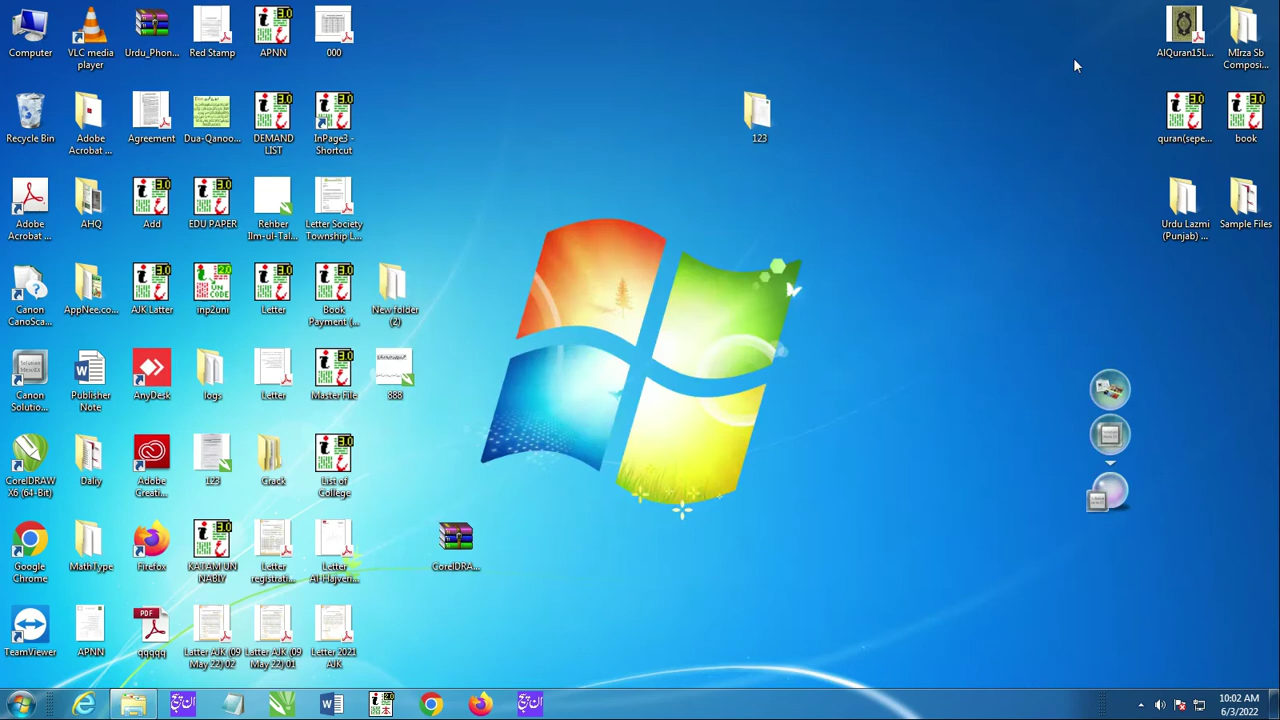 Computer
VLC media
player
Urdu_Phon...
Red Stamp
APNN
000
Recycle Bin
Adobe
Acrobat ...
Agreement
Dua-Qanoo...
DEMAND
LIST
InPage3 -
Shortcut
Adobe
Acrobat ...
AHQ
Add
EDU PAPER
Rehber
Ilm-ul-Tal...
Letter Society
Township L...
Canon
CanoSca...
AppNee.co...
AJK Latter
inp2uni
Letter
Book
Payment (...
New folder
(2)
Canon
Solutio...
Publisher
Note
AnyDesk
logs
Letter
Master File
888
CorelDRAW
X6 (64-Bit)
Daliy
Adobe
Creati...
123
Crack
List of
College
Google
Chrome
MathType
Firefox
KATAM UN
NABIY
Letter
registrati...
Letter
Al-Hajveri...
CorelDRA...
TeamViewer
APNN
PDF
qqqqq
Latter AJK (09
May 22) 02
Latter AJK (09
May 22) 01
Letter 2021
AJK
123
AlQuran15L...
MIrza Sb
Composi...
quran(sepe...
book
Urdu Lazmi
(Punjab) ...
Sample Files
10:02 AM
6/3/2022